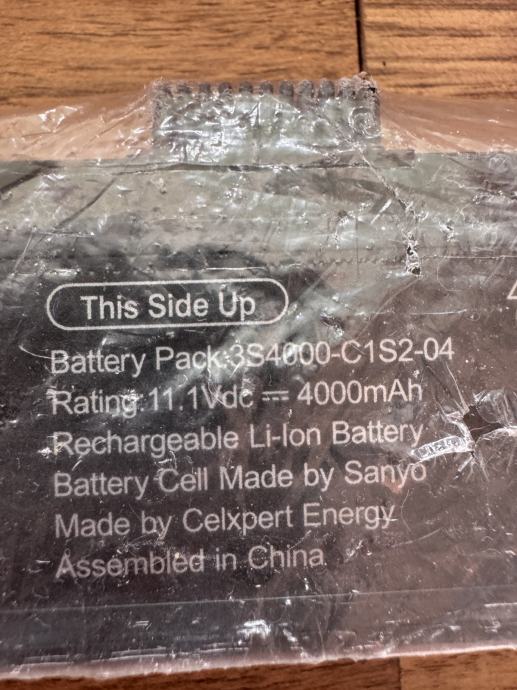 This Side Up
Battery Pack:3S4000-C1S2-04
Rating:11.1Vdc ⎓ 4000mAh
Rechargeable Li-Ion Battery
Battery Cell Made by Sanyo
Made by Celxpert Energy
Assembled in China